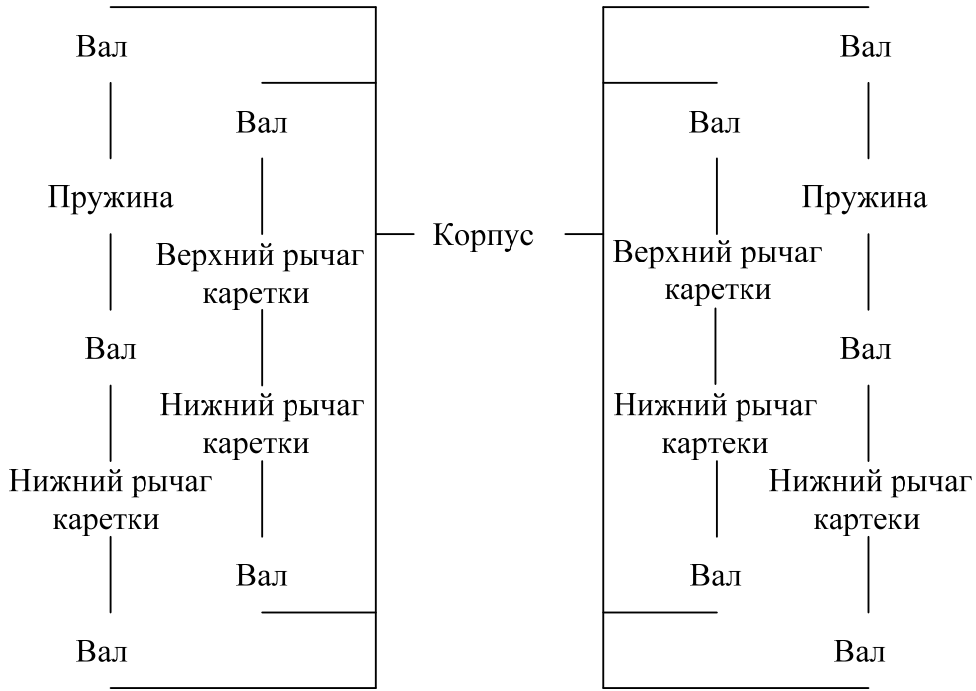 Вал
Вал
Вал
Вал
Пружина
Пружина
Корпус
Верхний рычаг
каретки
Верхний рычаг
каретки
Вал
Вал
Нижний рычаг
каретки
Нижний рычаг
картеки
Нижний рычаг
каретки
Нижний рычаг
картеки
Вал
Вал
Вал
Вал